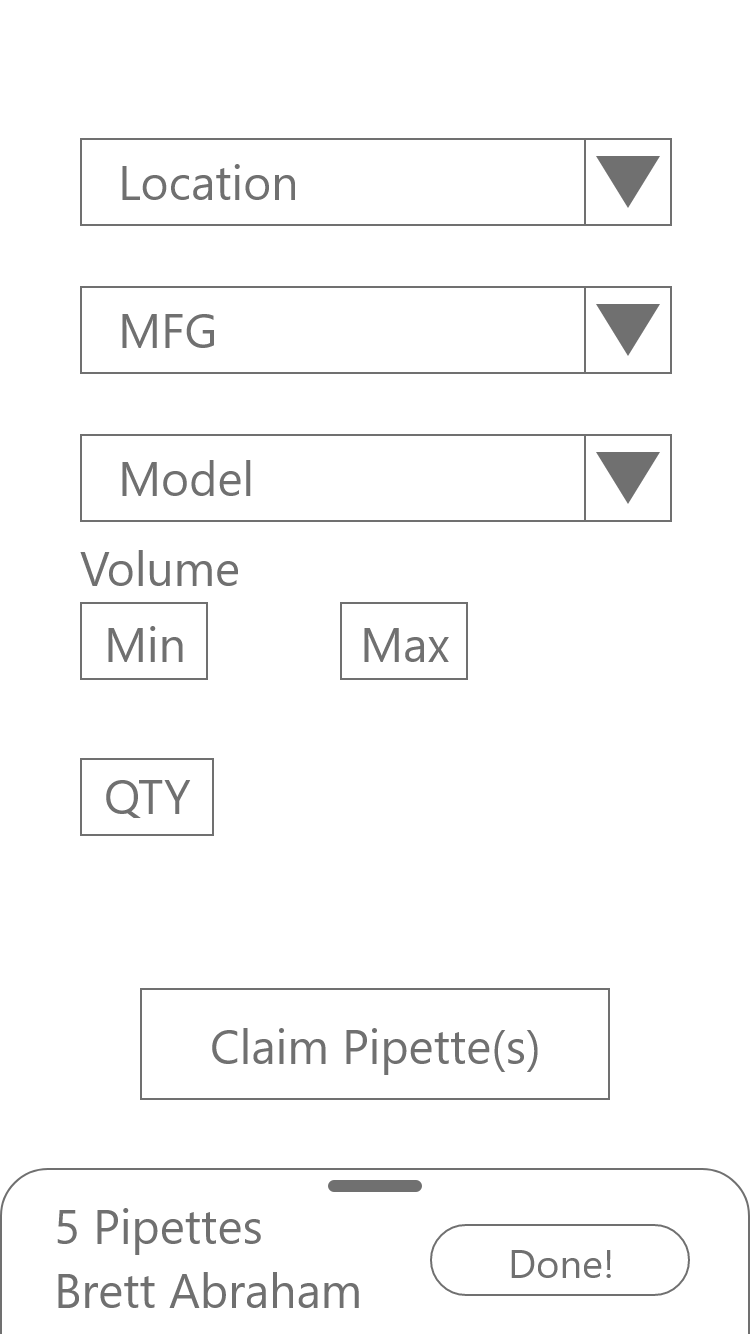 Location
MFG
Model
Volume
Min Max
QTY
Claim Pipette(s)
5 Pipettes
Brett Abraham
Done!